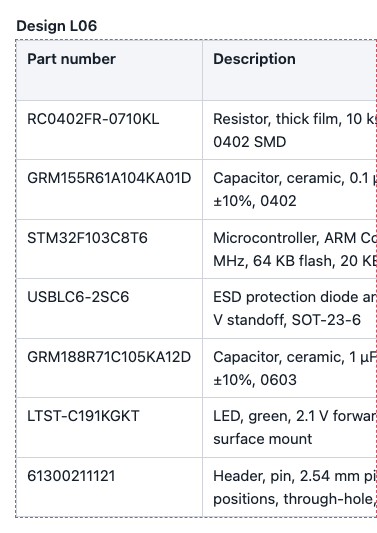 Design L06
Part number Description
RC0402FR-0710KL Resistor, thick film, 10
0402 SMD
GRM155R61A104KA01D Capacitor, ceramic, 0.1
±10%, 0402
STM32F103C8T6 Microcontroller, ARM
MHz, 64 KB flash, 20
USBLC6-2SC6 ESD protection diode
V standoff, SOT-23-6
GRM188R71C105KA12D Capacitor, ceramic, 1 µF
±10%, 0603
LTST-C191KGKT LED, green, 2.1 V
surface mount
61300211121 Header, pin, 2.54 mm
positions, through-hole,